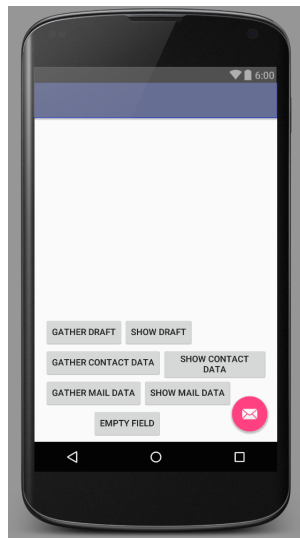 6:00
GATHER DRAFT SHOW DRAFT
GATHER CONTACT DATA SHOW CONTACT
DATA
GATHER MAIL DATA SHOW MAIL DATA
EMPTY FIELD